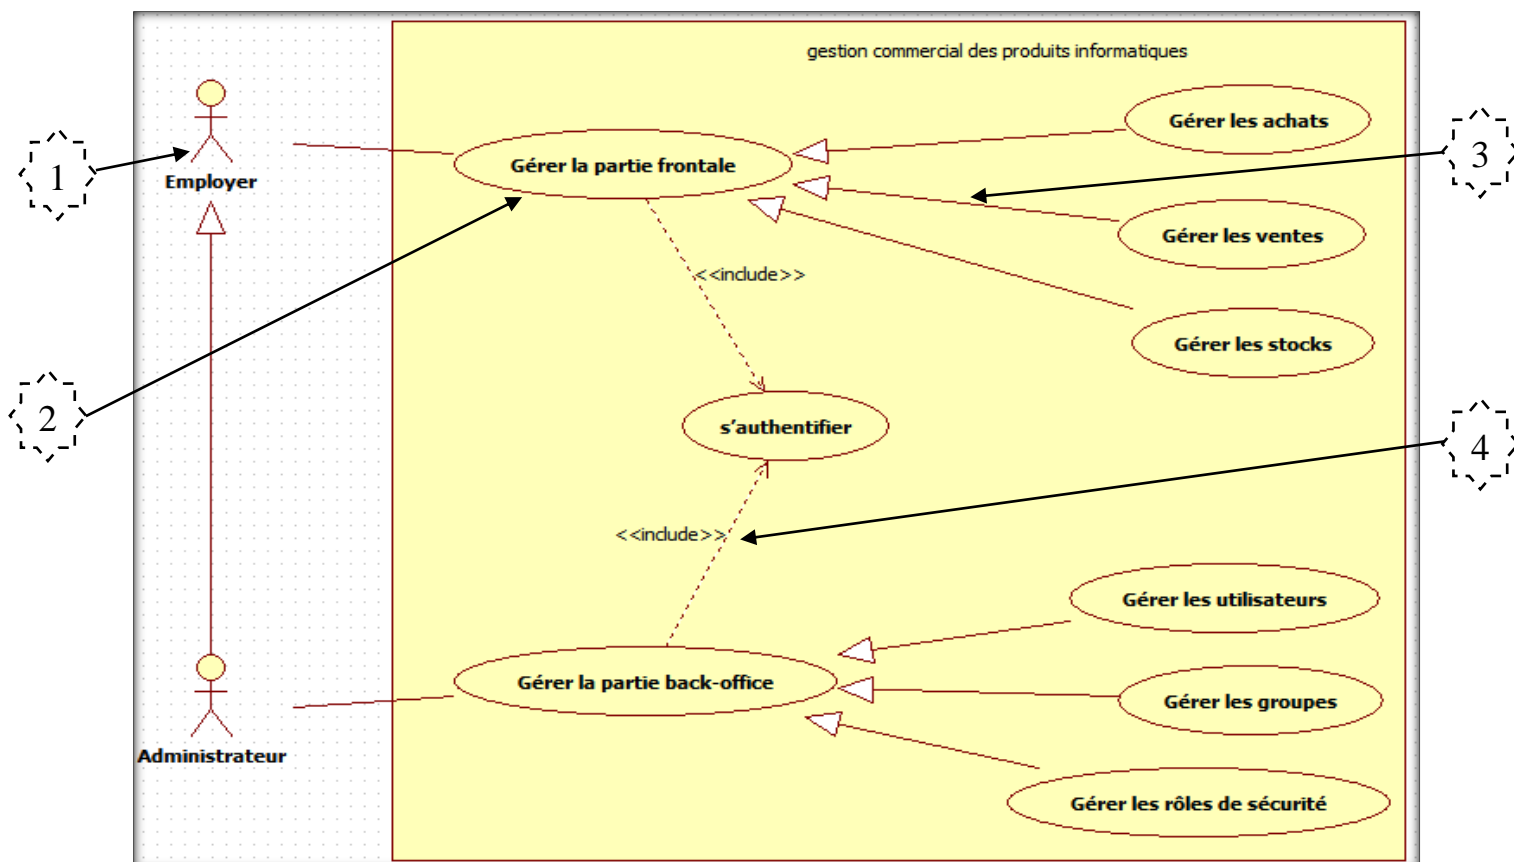 gestion commercial des produits informatiques
Gérer les achats
Gérer la partie frontale
3
1
Employer
Gérer les ventes
<<include>>
Gérer les stocks
2
s'authentifier
4
<<include>>
Gérer les utilisateurs
Gérer la partie back-office
Gérer les groupes
Administrateur
Gérer les rôles de sécurité